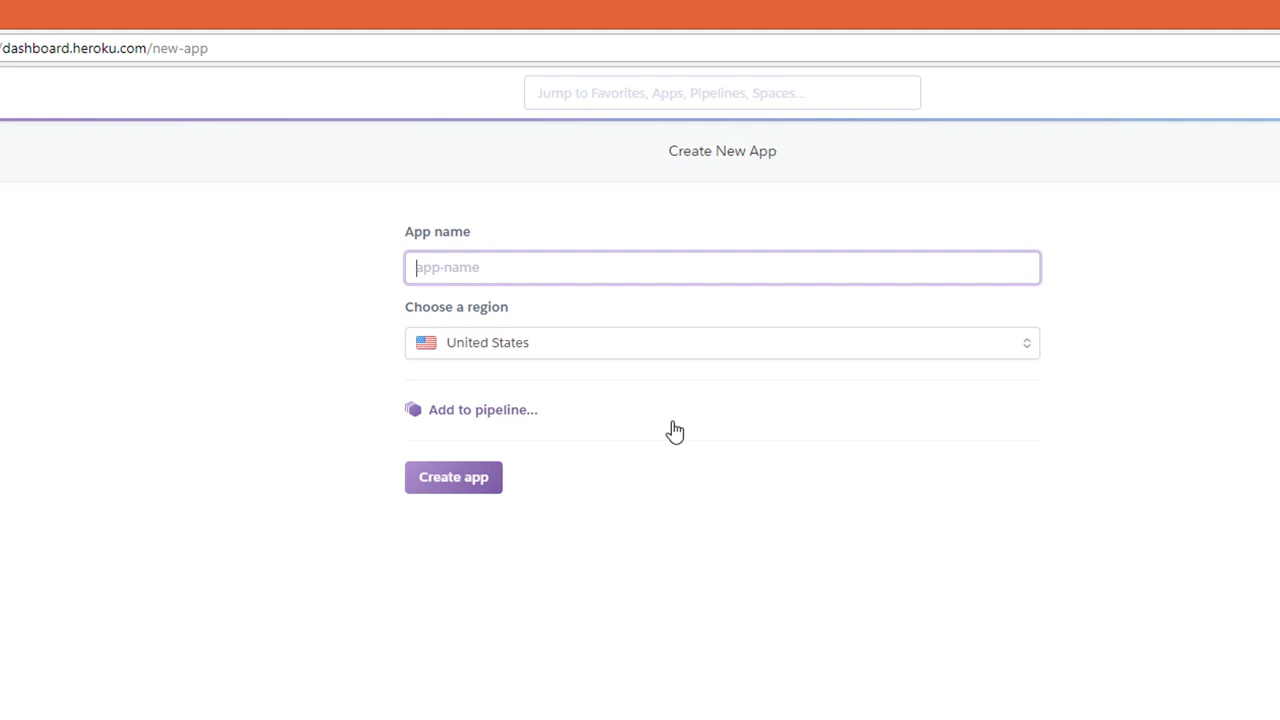 /dashboard.heroku.com/new-app
Jump to Favorites, Apps, Pipelines, Spaces...
Create New App
App name
app-name
Choose a region
United States
Add to pipeline...
Create app